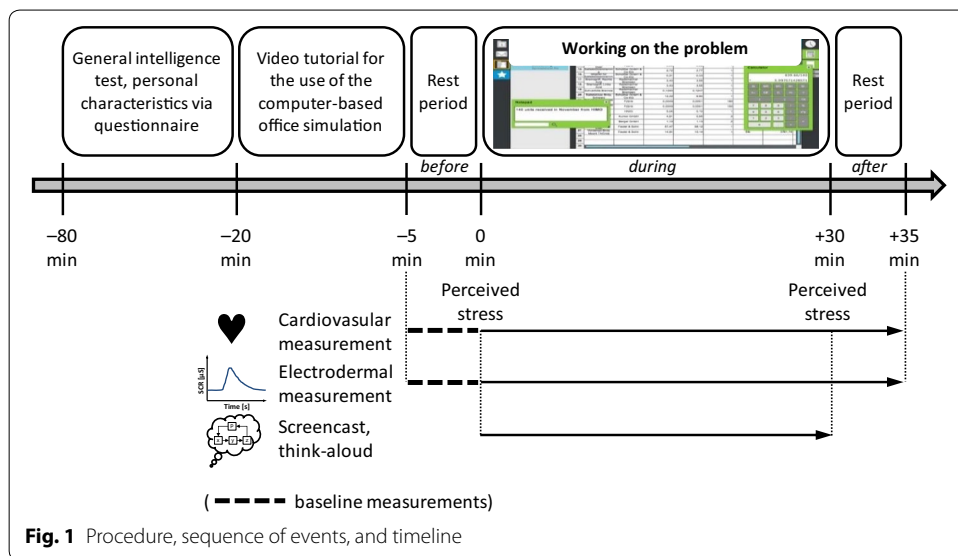 General intelligence
test, personal
characteristics via
questionnaire
Video tutorial for
the use of the
computer-based
office simulation
Rest
period
Working on the problem
Rest
period
before
during
after
–80
min
–20
min
–5
min
0
min
+30
min
+35
min
Perceived
stress
Perceived
stress
Cardiovasular
measurement
SCR [µS]
Time [s]
Electrodermal
measurement
Screencast,
think-aloud
( baseline measurements)
Fig. 1 Procedure, sequence of events, and timeline